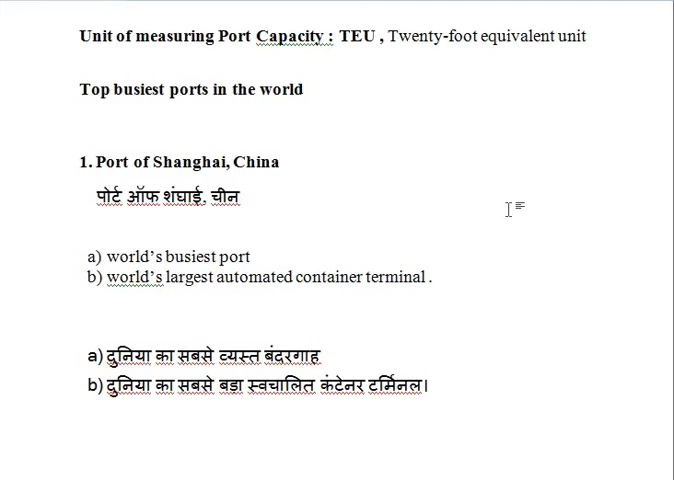 Unit of measuring Port Capacity : TEU , Twenty-foot equivalent unit
Top busiest ports in the world
1. Port of Shanghai, China
पोर्ट ऑफ शंघाई, चीन
a) world's busiest port
b) world's largest automated container terminal .
a) दुनिया का सबसे व्यस्त बंदरगाह
b) दुनिया का सबसे बड़ा स्वचालित कंटेनर टर्मिनल।